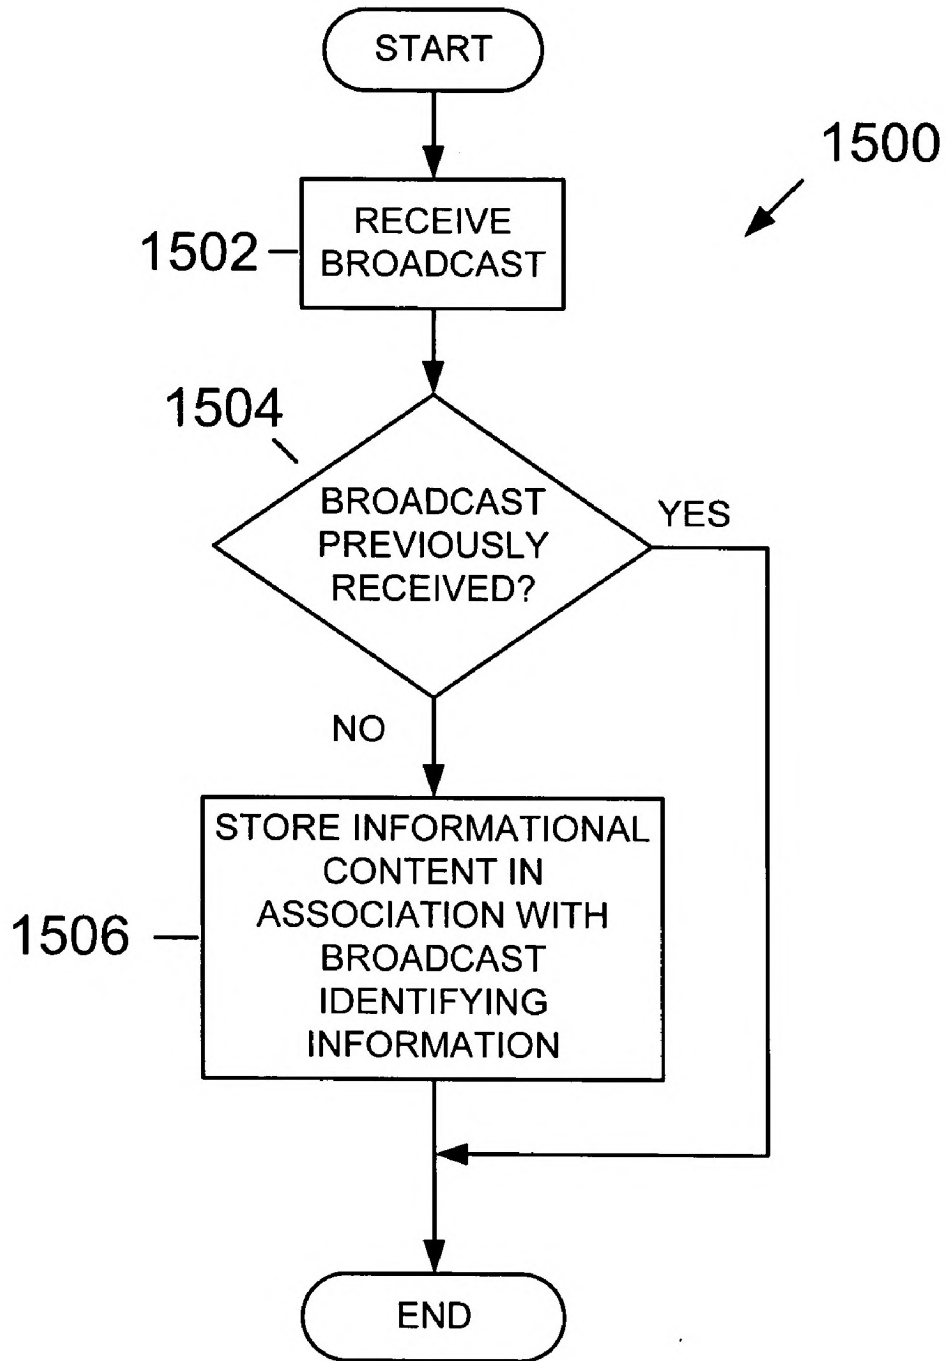 START
1500
RECEIVE
BROADCAST
1502
1504
BROADCAST
PREVIOUSLY
RECEIVED?
YES
NO
STORE INFORMATIONAL
CONTENT IN
ASSOCIATION WITH
BROADCAST
IDENTIFYING
INFORMATION
1506
END